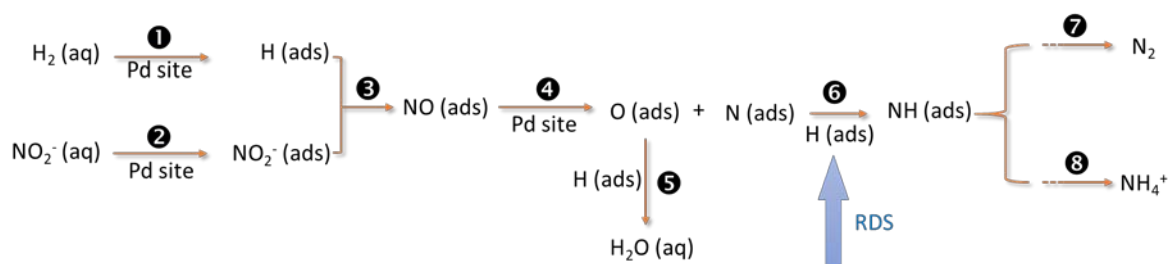 ❶ ❼
H₂ (aq) H (ads) N₂
Pd site
❸ ❹ ❻
NO (ads) O (ads) + N (ads) NH (ads)
Pd site H (ads)
❷
NO₂⁻ (aq) NO₂⁻ (ads)
Pd site
H (ads) ❺ ❽ NH₄⁺
RDS
H₂O (aq)